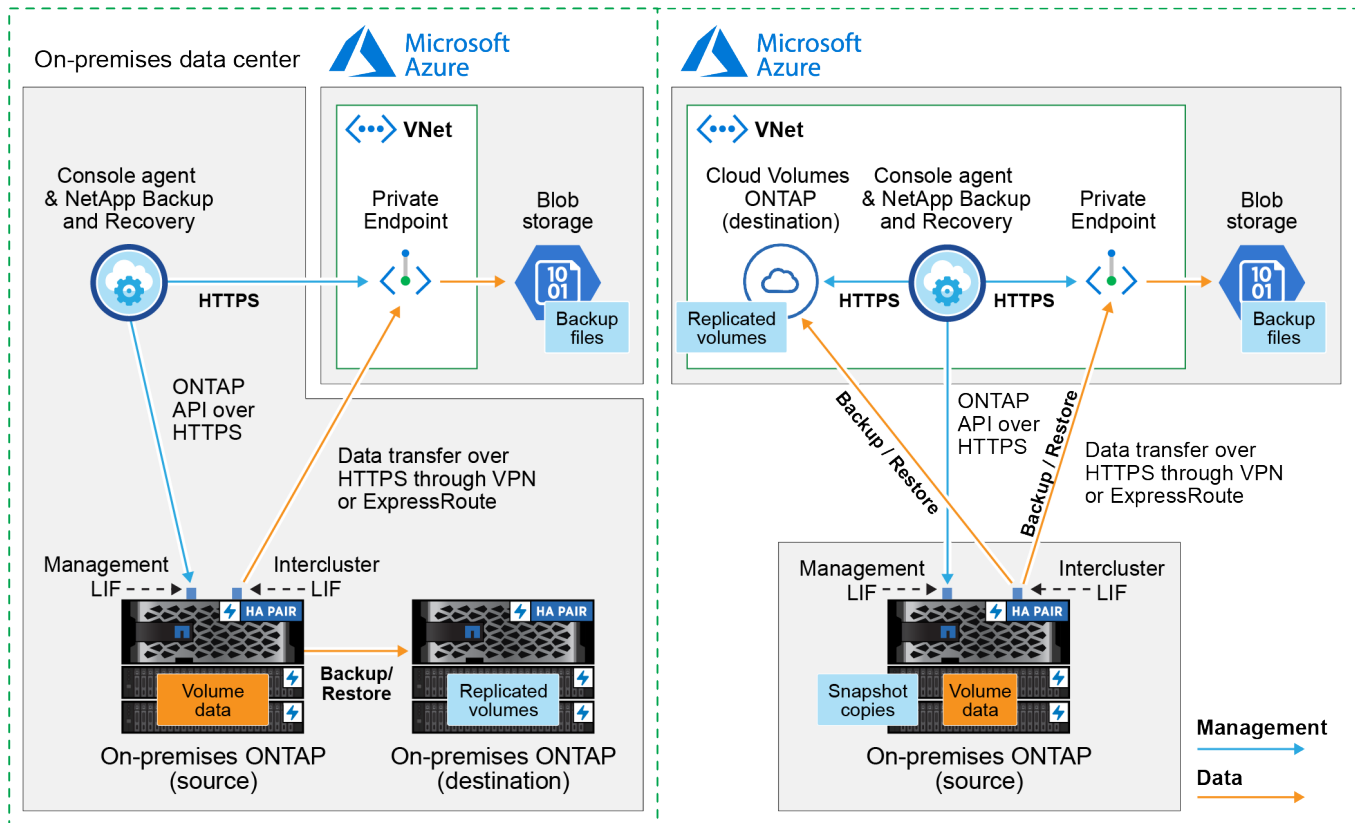 On-premises data center
Microsoft
Azure
VNet
Console agent
& NetApp Backup
and Recovery
Private
Endpoint
Blob
storage
10
01
HTTPS
Backup
files
ONTAP
API over
HTTPS
Data transfer over
HTTPS through VPN
or ExpressRoute
Management
LIF
Intercluster
LIF
HA PAIR
HA PAIR
Volume
data
Backup/
Restore
Replicated
volumes
On-premises ONTAP
(source)
On-premises ONTAP
(destination)
Microsoft
Azure
VNet
Cloud Volumes
ONTAP
(destination)
Console agent
& NetApp Backup
and Recovery
Private
Endpoint
Blob
storage
10
01
HTTPS
HTTPS
Replicated
volumes
Backup
files
Backup / Restore
ONTAP
API over
HTTPS
Backup / Restore
Data transfer over
HTTPS through VPN
or ExpressRoute
Management
LIF
Intercluster
LIF
HA PAIR
Snapshot
copies
Volume
data
On-premises ONTAP
(source)
Management
Data